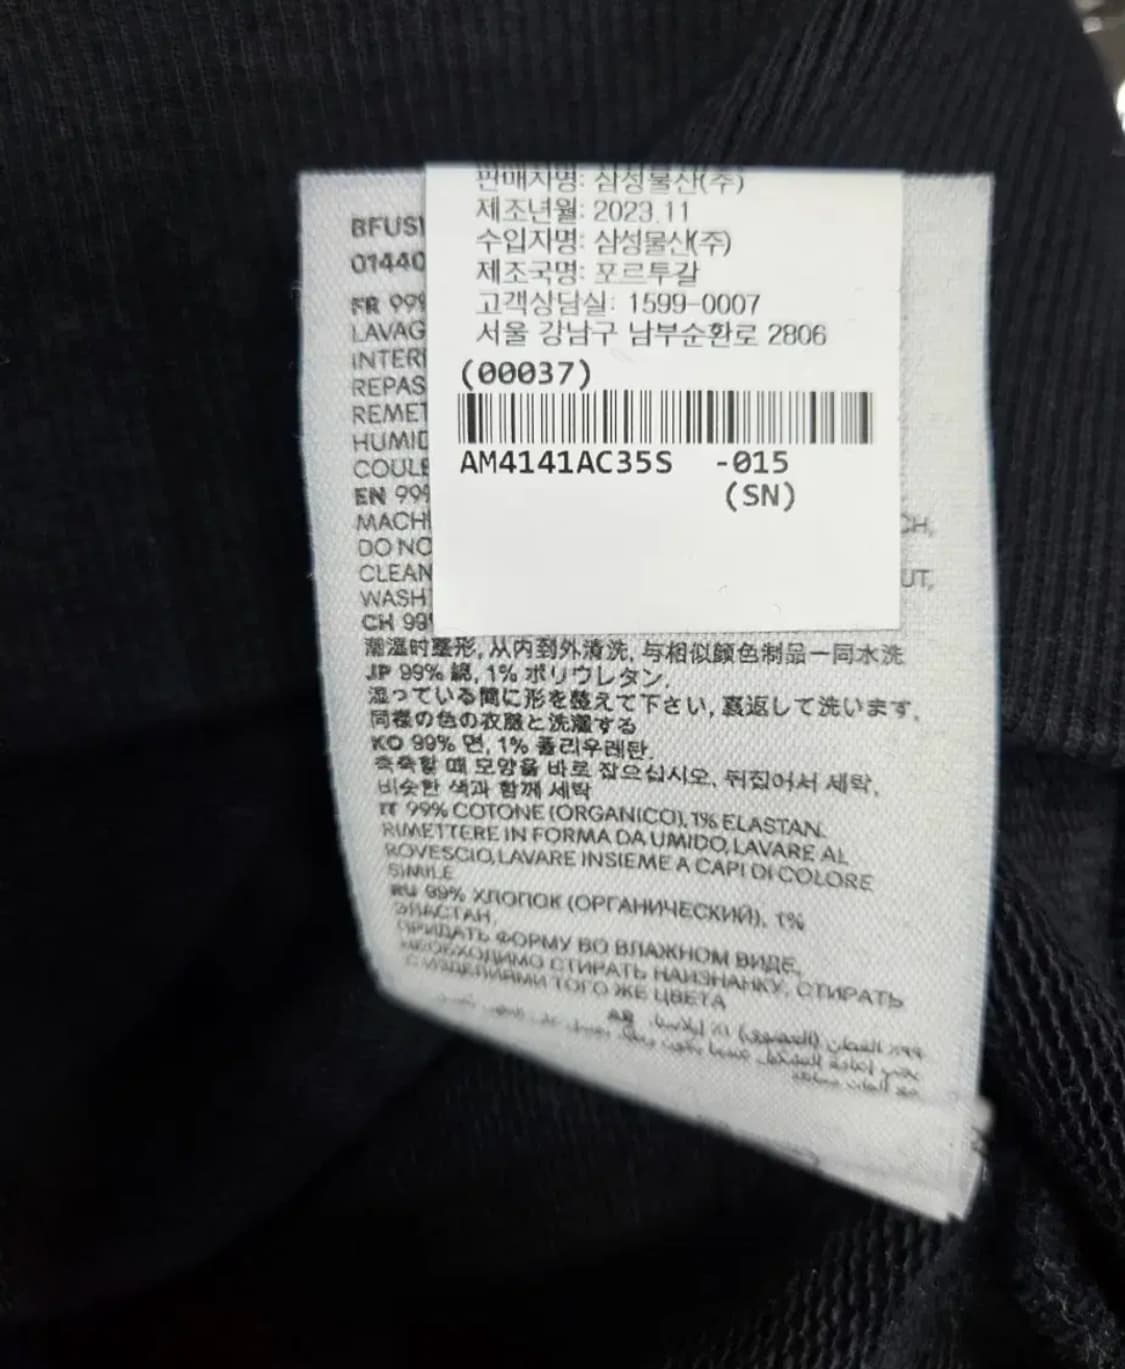 판매자명: 삼성물산(주)
제조년월: 2023.11
수입자명: 삼성물산(주)
제조국명: 포르투갈
고객상담실: 1599-0007
서울 강남구 남부순환로 2806
(00037)
AM4141AC35S -015
(SN)
BFUSI
01440
FR 99%
LAVAG
INTERI
REPAS
REMET
HUMID
COULE
EN 99%
MACHI
CH,
DO NO
CLEAN
UT,
WASH
CH 99%
潮湿时整形, 从内到外清洗, 与相似颜色制品一同水洗
JP 99% 綿, 1% ポリウレタン,
湿っている間に形を整えて下さい, 裏返して洗います,
同様の色の衣服と洗濯する
KO 99% 면, 1% 폴리우레탄,
축축할 때 모양을 바로 잡으십시오, 뒤집어서 세탁,
비슷한 색과 함께 세탁
IT 99% COTONE (ORGANICO), 1% ELASTAN.
RIMETTERE IN FORMA DA UMIDO, LAVARE AL
ROVESCIO, LAVARE INSIEME A CAPI DI COLORE
SIMILE
RU 99% ХЛОПОК (ОРГАНИЧЕСКИЙ), 1%
ЭЛАСТАН,
ПРИДАТЬ ФОРМУ ВО ВЛАЖНОМ ВИДЕ,
НЕОБХОДИМО СТИРАТЬ НАИЗНАНКУ, СТИРАТЬ
С ИЗДЕЛИЯМИ ТОГО ЖЕ ЦВЕТА